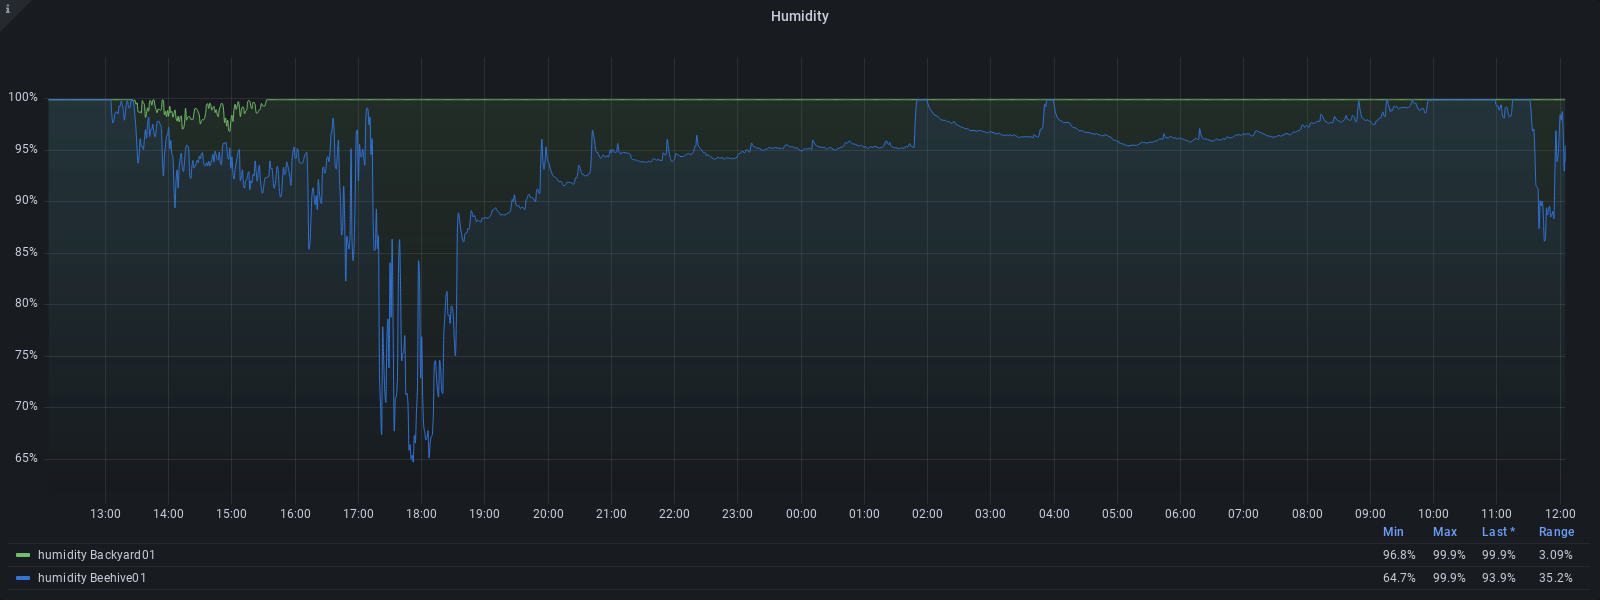 i
Humidity
100%
95%
90%
85%
80%
75%
70%
65%
13:00 14:00 15:00 16:00 17:00 18:00 19:00 20:00 21:00 22:00 23:00 00:00 01:00 02:00 03:00 04:00 05:00 06:00 07:00 08:00 09:00 10:00 11:00 12:00
Min Max Last * Range
humidity Backyard01 96.8% 99.9% 99.9% 3.09%
humidity Beehive01 64.7% 99.9% 93.9% 35.2%